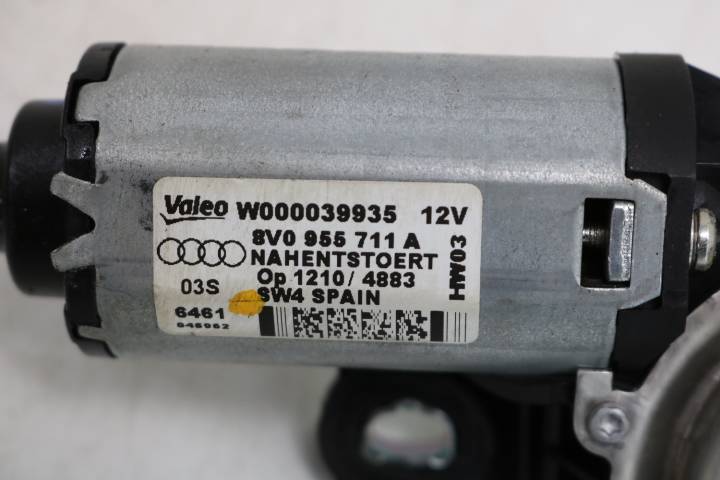 Valeo W000039935 12V
8V0 955 711 A
NAHENTSTOERT
03S Op 1210/ 4883
SW4 SPAIN
6461
HW03